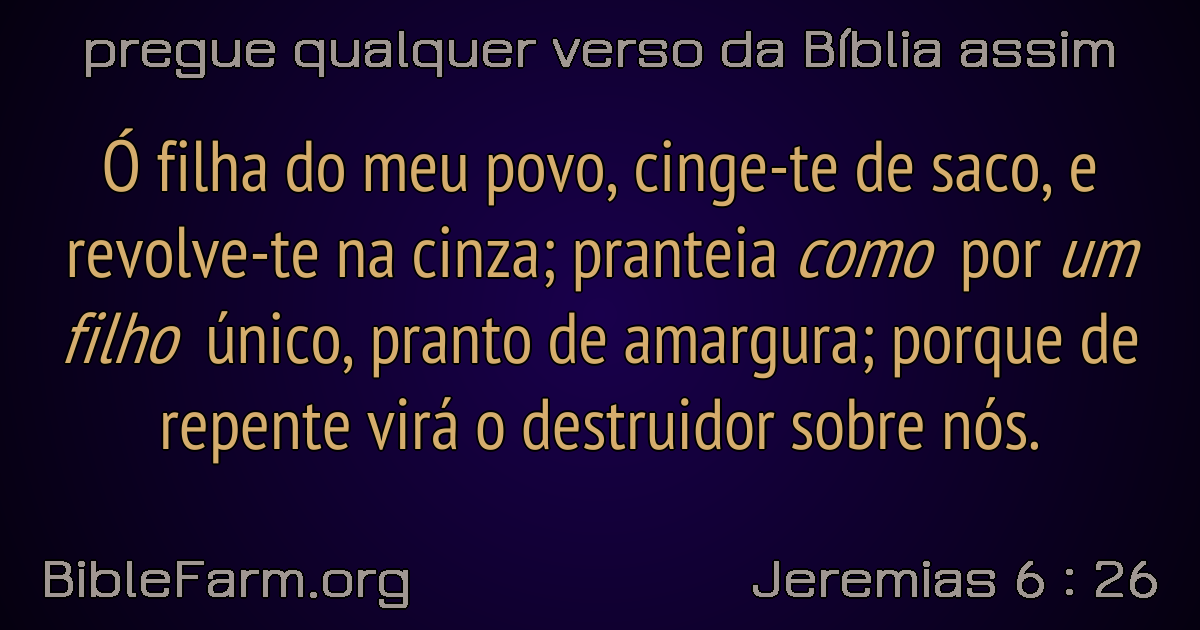 pregue qualquer verso da Bíblia assim
Ó filha do meu povo, cinge-te de saco, e
revolve-te na cinza; pranteia como por um
filho único, pranto de amargura; porque de
repente virá o destruidor sobre nós.
BibleFarm.org
Jeremias 6 : 26